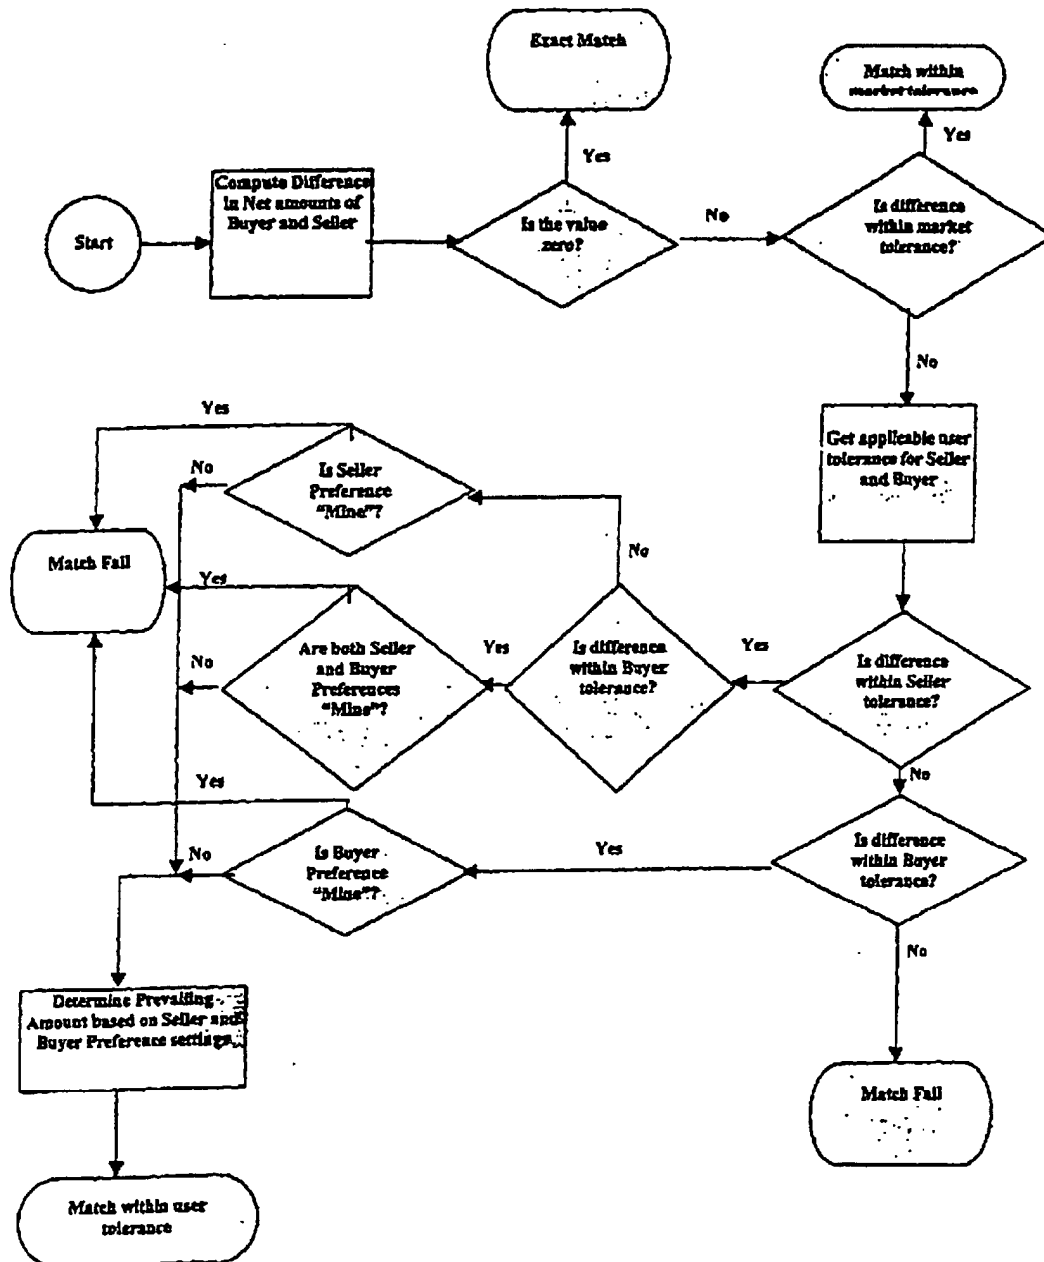 Exact Match
Match within
market tolerance
Yes
Yes
Compute Difference
in Net amounts of
Buyer and Seller
Start
Is the value
zero?
No
Is difference
within market
tolerance?
No
Yes
Get applicable user
tolerance for Seller
and Buyer
No
Is Seller
Preference
"Mine"?
Match Fail
No
Yes
Are both Seller
and Buyer
Preferences
"Mine"?
No
Yes
Is difference
within Buyer
tolerance?
Yes
Is difference
within Seller
tolerance?
No
Yes
Is Buyer
Preference
"Mine"?
No
Yes
Is difference
within Buyer
tolerance?
No
Determine Prevailing
Amount based on Seller and
Buyer Preference settings
Match Fail
Match within user
tolerance